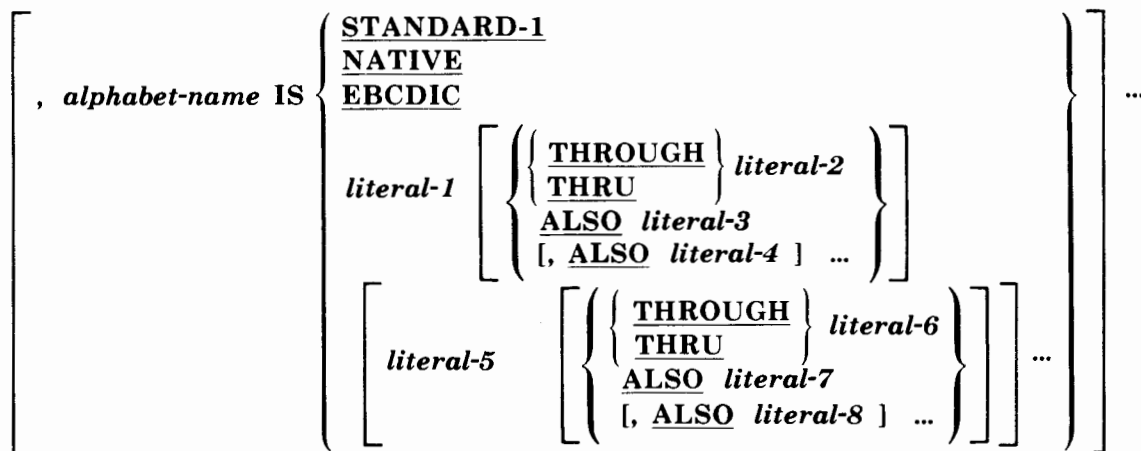 STANDARD-1
NATIVE
, alphabet-name IS EBCDIC ...
THROUGH
literal-1 literal-2
THRU
ALSO literal-3
[, ALSO literal-4 ] ...
THROUGH
literal-6
literal-5 THRU ...
ALSO literal-7
[, ALSO literal-8 ] ...